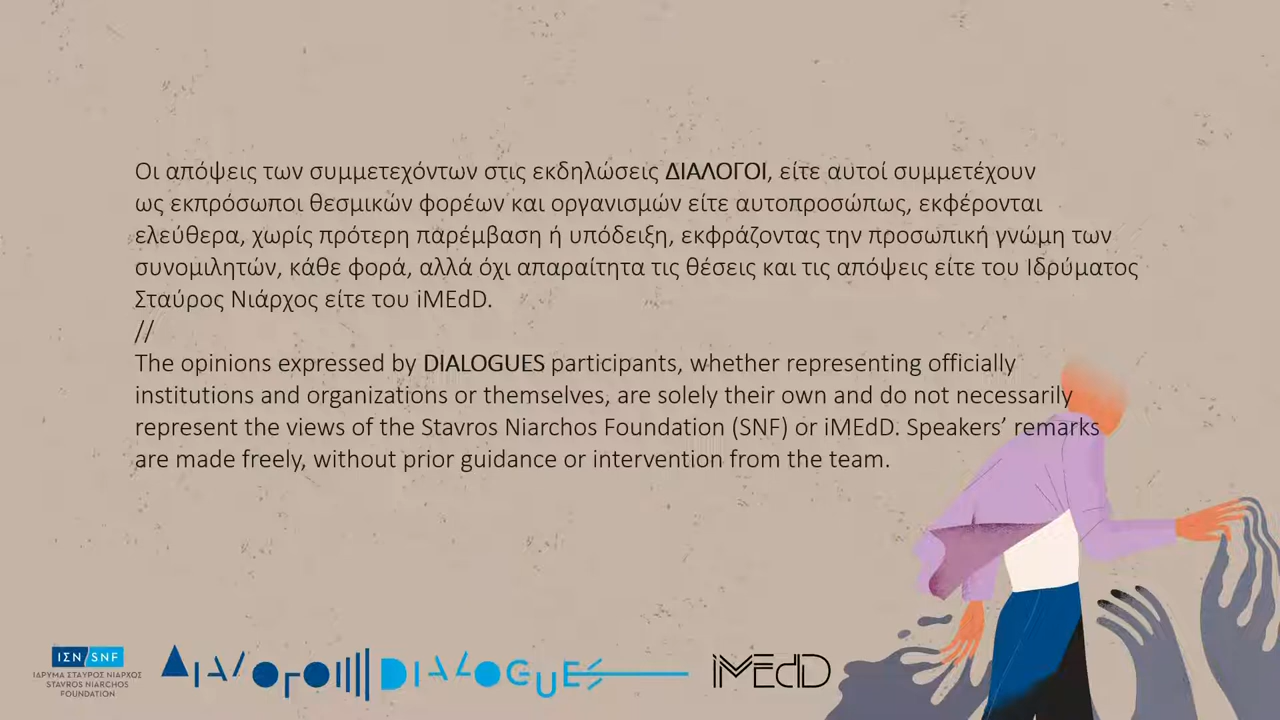 Οι απόψεις των συμμετεχόντων στις εκδηλώσεις ΔΙΑΛΟΓΟΙ, είτε αυτοί συμμετέχουν
ως εκπρόσωποι θεσμικών φορέων και οργανισμών είτε αυτοπροσώπως, εκφέρονται
ελεύθερα, χωρίς πρότερη παρέμβαση ή υπόδειξη, εκφράζοντας την προσωπική γνώμη των
συνομιλητών, κάθε φορά, αλλά όχι απαραίτητα τις θέσεις και τις απόψεις είτε του Ιδρύματος
Σταύρος Νιάρχος είτε του iMEdD.
//
The opinions expressed by DIALOGUES participants, whether representing officially
institutions and organizations or themselves, are solely their own and do not necessarily
represent the views of the Stavros Niarchos Foundation (SNF) or iMEdD. Speakers’ remarks
are made freely, without prior guidance or intervention from the team.
ΙΣΝ/SNF
ΙΔΡΥΜΑ ΣΤΑΥΡΟΣ ΝΙΑΡΧΟΣ
STAVROS NIARCHOS
FOUNDATION
ΔΙΑΛΟΓΟΙ DIALOGUES
iMEdD